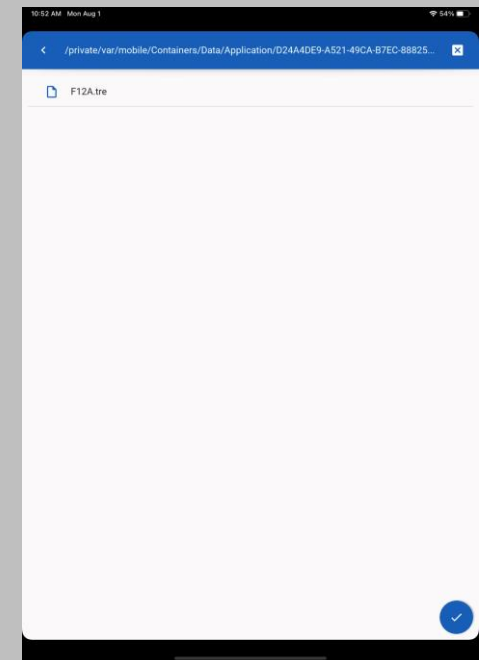 10:52 AM Mon Aug 1 54%
/private/var/mobile/Containers/Data/Application/D24A4DE9-A521-49CA-B7EC-88825...
F12A.tre